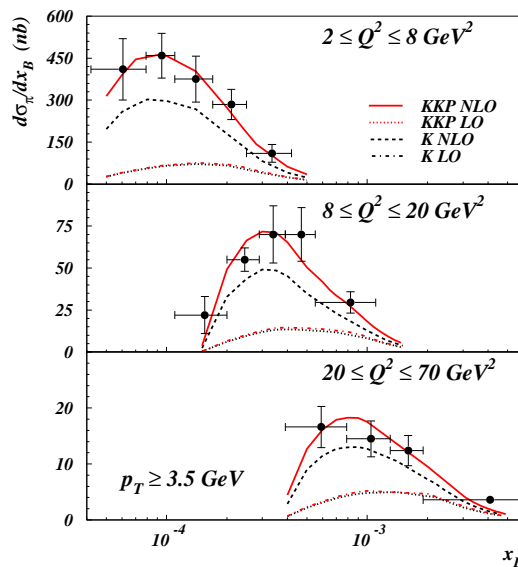 dσπ/dxB (nb)
600
450
300
150
0
2 ≤ Q² ≤ 8 GeV²
KKP NLO
KKP LO
K NLO
K LO
75
50
25
0
8 ≤ Q² ≤ 20 GeV²
20
10
0
20 ≤ Q² ≤ 70 GeV²
pT ≥ 3.5 GeV
10⁻⁴ 10⁻³